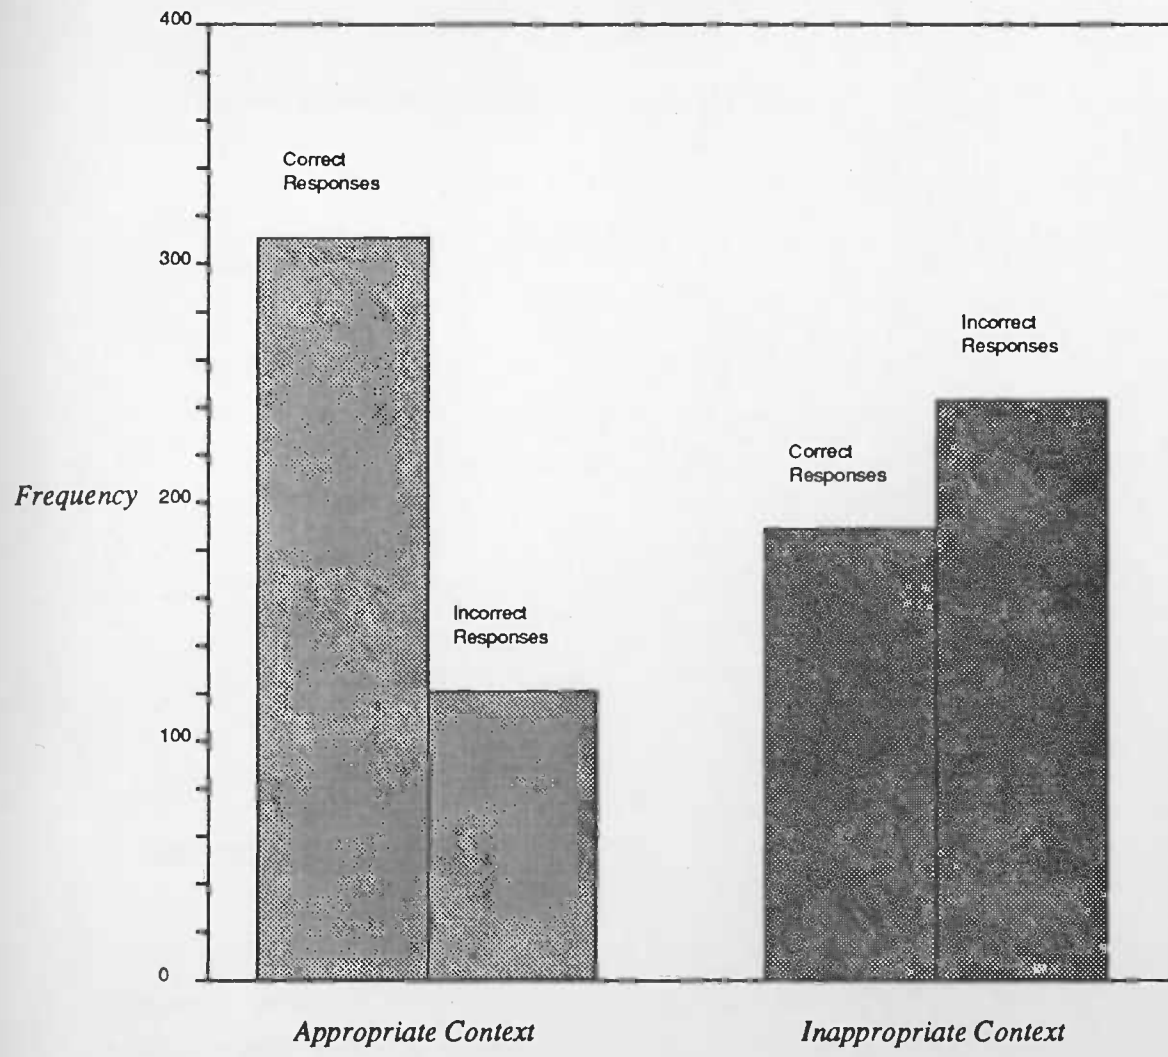 400
Correct
Responses
300
Incorrect
Responses
Correct
Responses
Frequency 200
Incorrect
Responses
100
0
Appropriate Context
Inappropriate Context